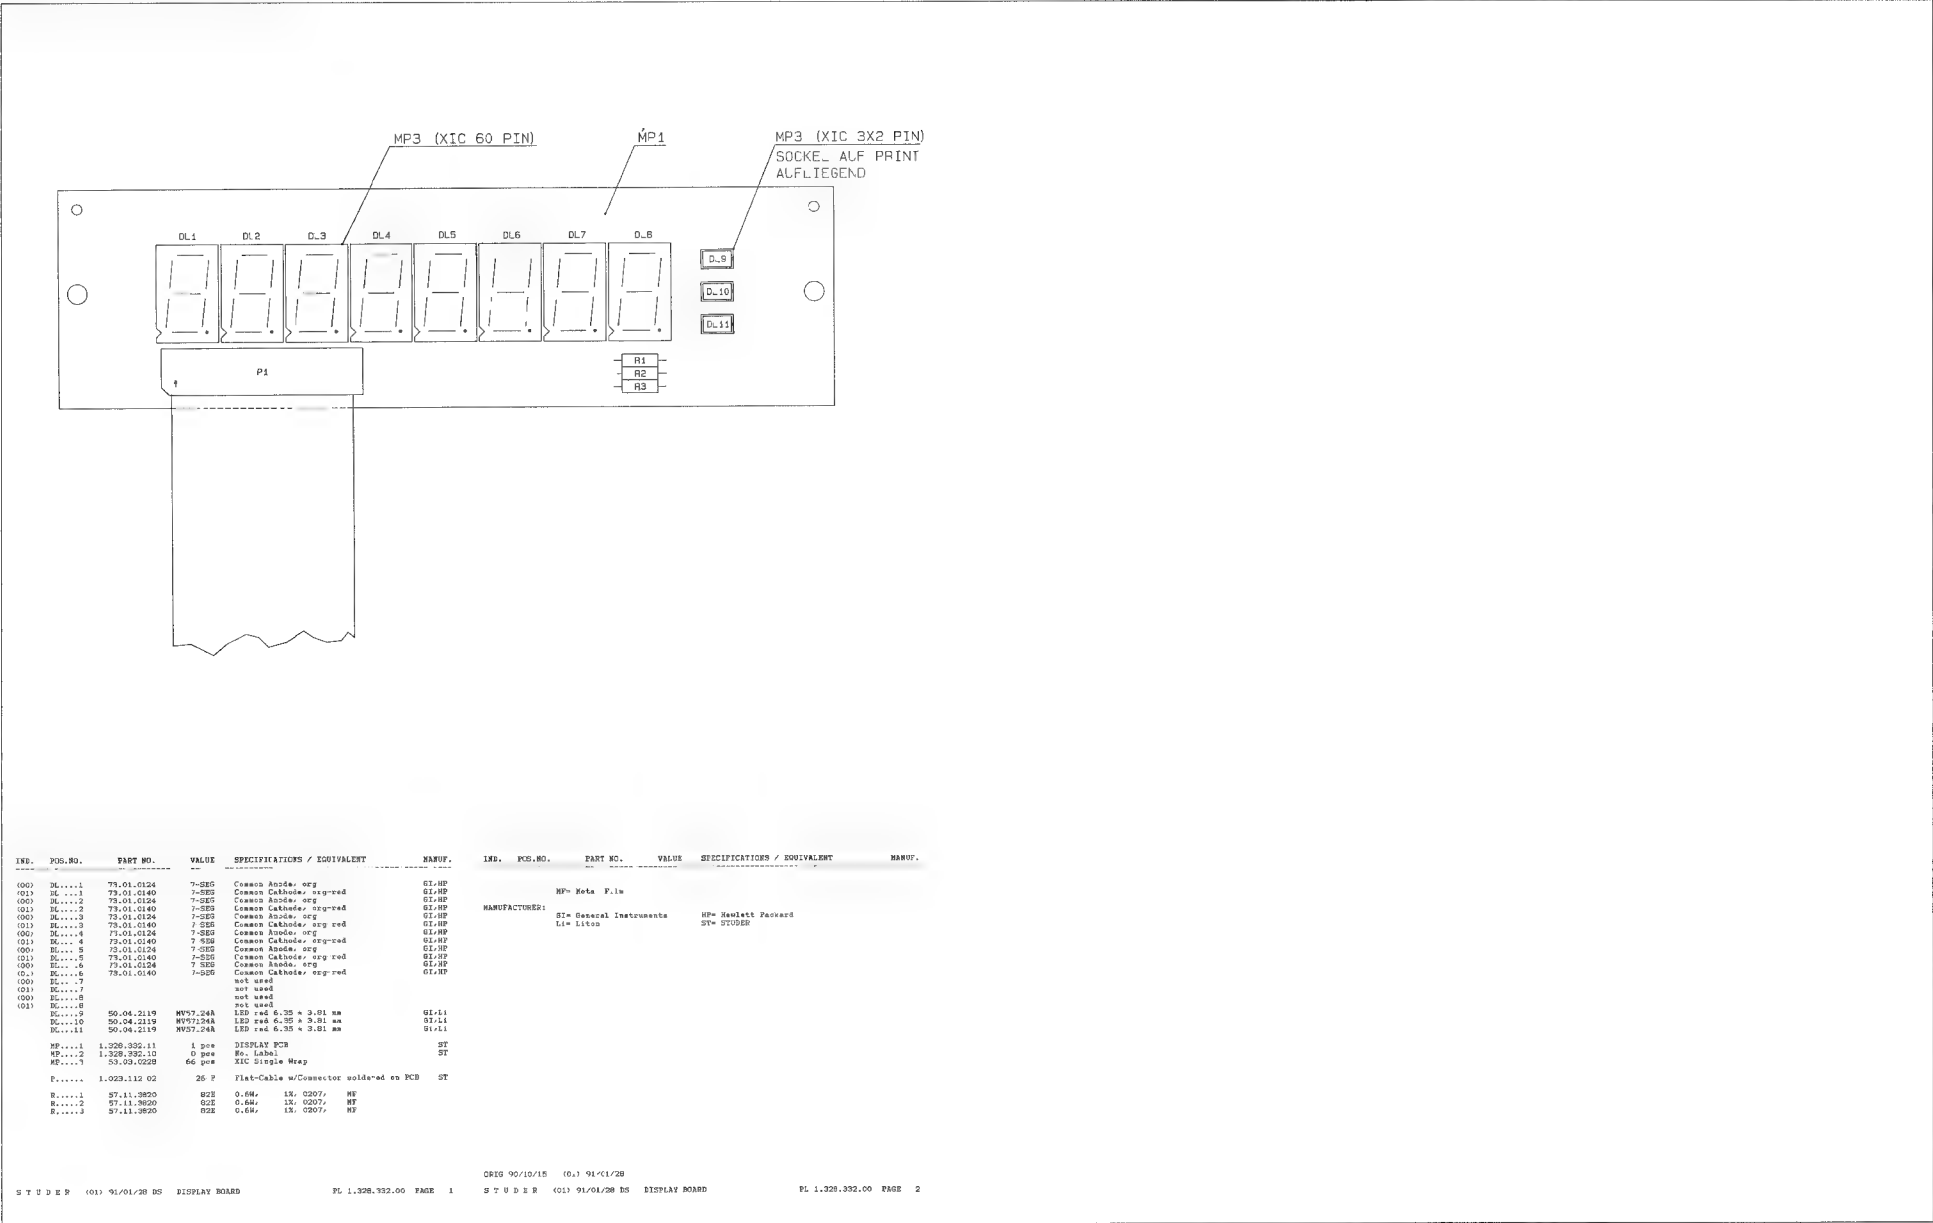 MP3 (XIC 60 PIN)
MP1
MP3 (XIC 3X2 PIN)
SOCKEL AUF PRINT
AUFLIEGEND
DL1 DL2 DL3 DL4 DL5 DL6 DL7 DL8
DL9
DL10
DL11
P1
R1
R2
R3
IND. POS.NO. PART NO. VALUE SPECIFICATIONS / EQUIVALENT MANUF.
(00) DL....1 73.01.0124 7-SEG Common Anode, org GI,HP
(01) DL ...1 73.01.0140 7-SEG Common Cathode, org-red GI,HP
(00) DL....2 73.01.0124 7-SEG Common Anode, org GI,HP
(01) DL....2 73.01.0140 7-SEG Common Cathode, org-red GI,HP
(00) DL....3 73.01.0124 7-SEG Common Anode, org GI,HP
(01) DL....3 73.01.0140 7 SEG Common Cathode, org red GI,HP
(00) DL....4 73.01.0124 7-SEG Common Anode, org GI,HP
(01) DL... 4 73.01.0140 7 SEG Common Cathode, org-red GI,HP
(00) DL... 5 73.01.0124 7-SEG Common Anode, org GI,HP
(01) DL....5 73.01.0140 7-SEG Common Cathode, org-red GI,HP
(00) DL.. .6 73.01.0124 7 SEG Common Anode, org GI,HP
(01) DL....6 73.01.0140 7-SEG Common Cathode, org-red GI,HP
(00) DL.. .7 not used
(01) DL....7 not used
(00) DL....8 not used
(01) DL....8 not used
DL....9 50.04.2119 MV57124A LED red 6.35 * 3.81 mm GI,Li
DL...10 50.04.2119 MV57124A LED red 6.35 * 3.81 mm GI,Li
DL...11 50.04.2119 MV57124A LED red 6.35 * 3.81 mm GI,Li
MP....1 1.328.332.11 1 pce DISPLAY PCB ST
MP....2 1.328.332.10 0 pce No. Label ST
MP....3 53.03.0228 66 pce XIC Single Wrap
P.....1 1.023.112 02 26 P Flat-Cable w/Connector soldered on PCB ST
R.....1 57.11.3820 82E 0.6W, 1%, 0207, MF
R.....2 57.11.3820 82E 0.6W, 1%, 0207, MF
R.....3 57.11.3820 82E 0.6W, 1%, 0207, MF
S T U D E R (01) 91/01/28 DS DISPLAY BOARD PL 1.328.332.00 PAGE 1
IND. POS.NO. PART NO. VALUE SPECIFICATIONS / EQUIVALENT MANUF.
MF= Metal Film
MANUFACTURER:
GI= General Instruments HP= Hewlett Packard
Li= Liton ST= STUDER
ORIG 90/10/15 (01) 91/01/28
S T U D E R (01) 91/01/28 DS DISPLAY BOARD PL 1.328.332.00 PAGE 2